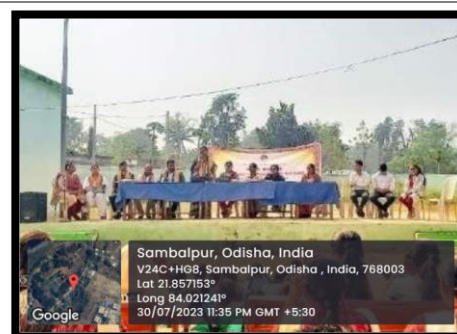 Google
Sambalpur, Odisha, India
V24C+HG8, Sambalpur, Odisha , India, 768003
Lat 21.857153°
Long 84.021241°
30/07/2023 11:35 PM GMT +5:30